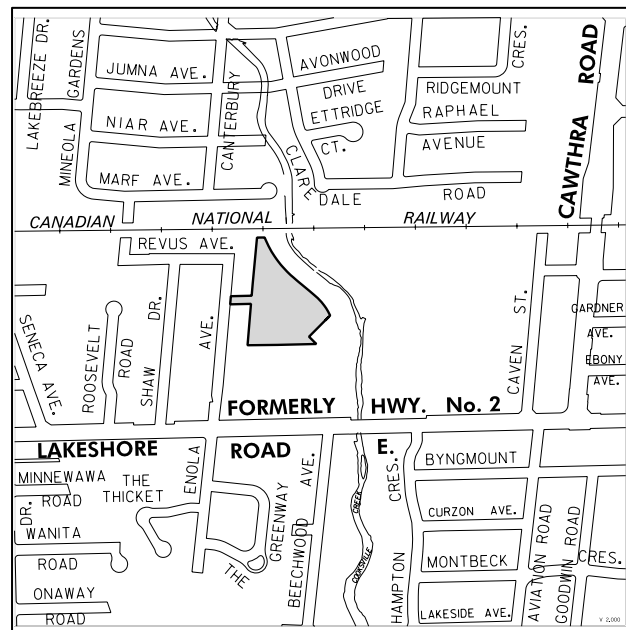 LAKEBREEZE DR.
MINEOLA GARDENS
JUMNA AVE.
NIAR AVE.
MARF AVE.
CANTERBURY
AVONWOOD
DRIVE
ETTRIDGE
CT.
CLARE
DALE ROAD
CRES.
RIDGEMOUNT
RAPHAEL
AVENUE
CAWTHRA ROAD
CANADIAN NATIONAL RAILWAY
REVUS AVE.
SENECA AVE.
ROOSEVELT
ROAD
SHAW DR.
AVE.
CAVEN ST.
GARDNER
AVE.
EBONY
AVE.
FORMERLY HWY. No. 2
LAKESHORE ROAD E.
MINNEWAWA
ROAD
DR.
WANITA
ROAD
ONAWAY
ROAD
THE
THICKET
ENOLA
THE GREENWAY
BEECHWOOD AVE.
COOKSVILLE CREEK
HAMPTON CRES.
BYNGMOUNT
CURZON AVE.
MONTBECK
CRES.
LAKESIDE AVE.
AVIATION ROAD
GOODWIN ROAD
V 2.000